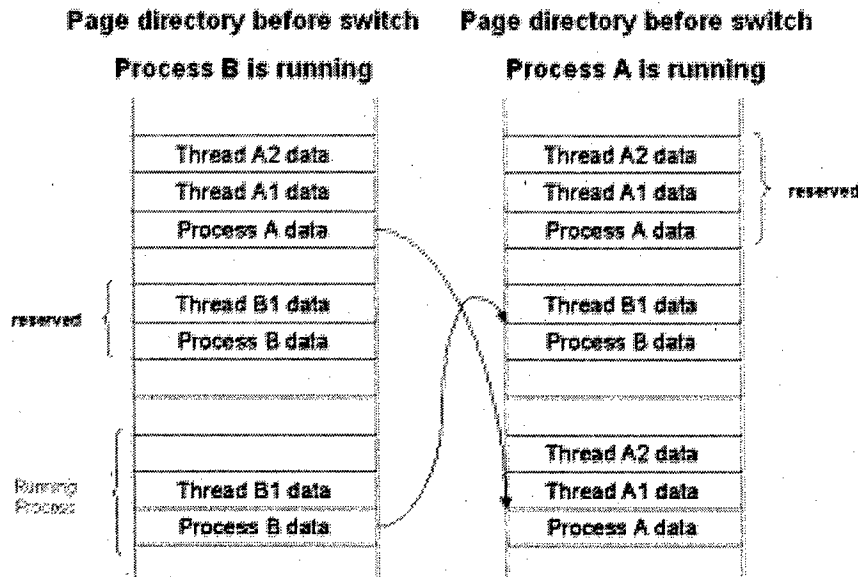 Page directory before switch
Process B is running
Thread A2 data
Thread A1 data
Process A data
reserved
Thread B1 data
Process B data
Running
Process
Thread B1 data
Process B data
Page directory before switch
Process A is running
Thread A2 data
Thread A1 data
Process A data
reserved
Thread B1 data
Process B data
Thread A2 data
Thread A1 data
Process A data